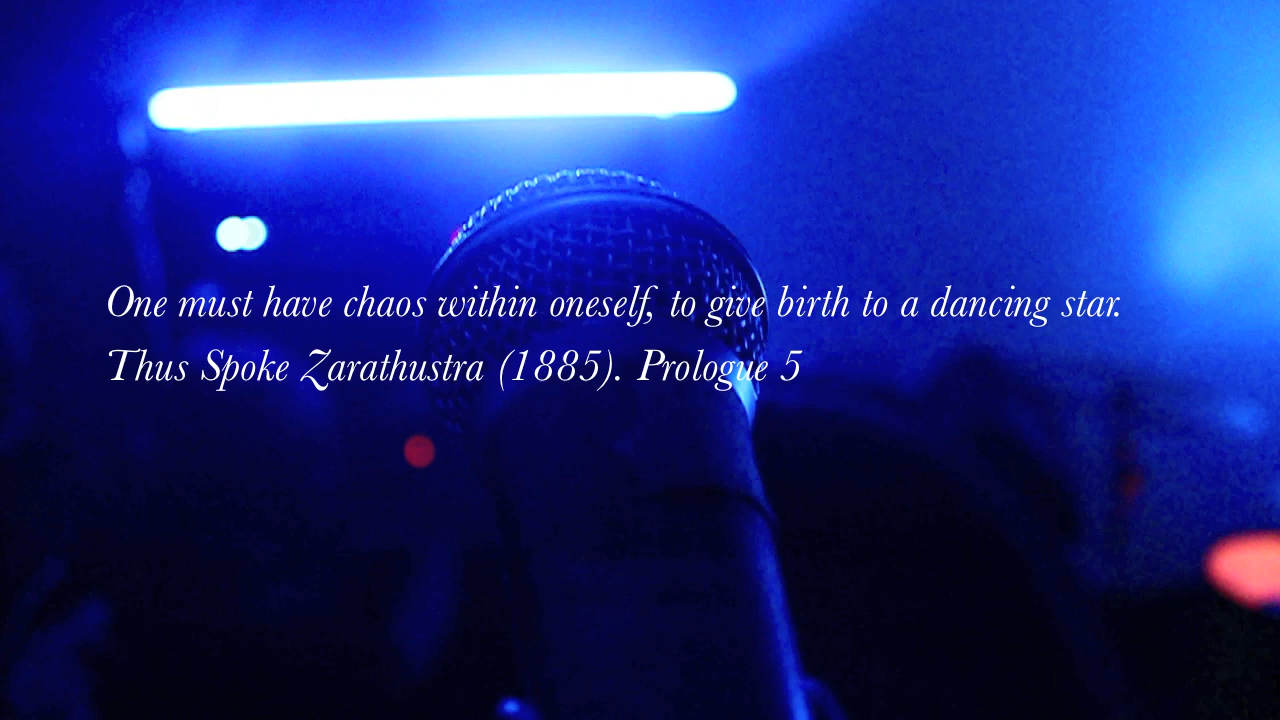 One must have chaos within oneself, to give birth to a dancing star.
Thus Spoke Zarathustra (1885). Prologue 5